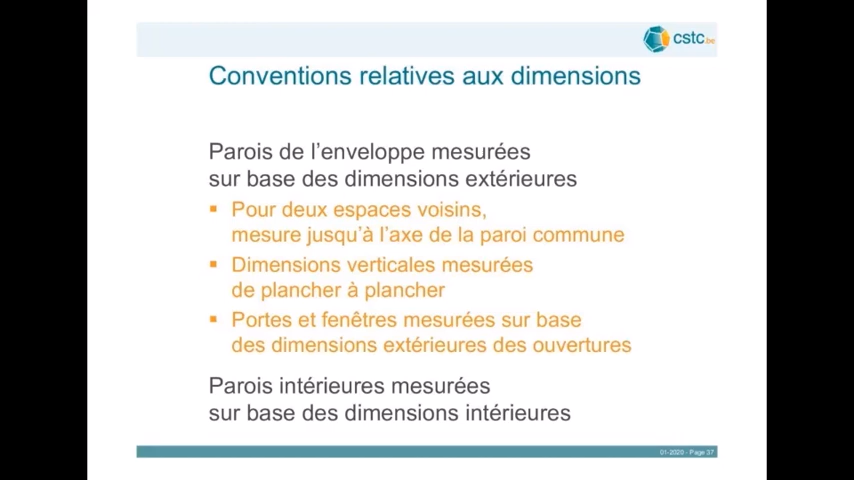 cstc.be
Conventions relatives aux dimensions
Parois de l'enveloppe mesurées
sur base des dimensions extérieures
▪ Pour deux espaces voisins,
mesure jusqu'à l'axe de la paroi commune
▪ Dimensions verticales mesurées
de plancher à plancher
▪ Portes et fenêtres mesurées sur base
des dimensions extérieures des ouvertures
Parois intérieures mesurées
sur base des dimensions intérieures
01-2020 - Page 37